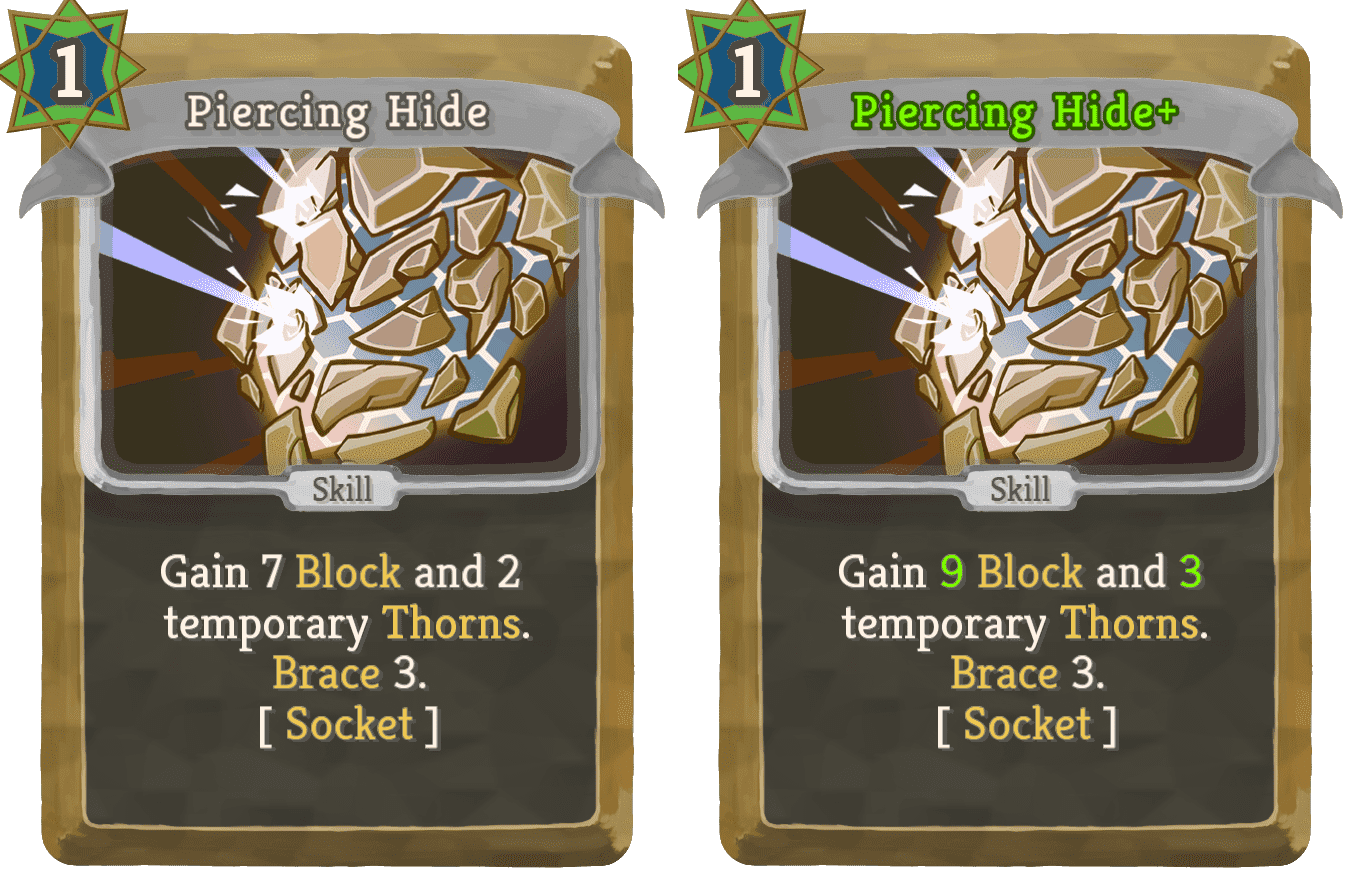 1
Piercing Hide
Skill
Gain 7 Block and 2
temporary Thorns.
Brace 3.
[ Socket ]
1
Piercing Hide+
Skill
Gain 9 Block and 3
temporary Thorns.
Brace 3.
[ Socket ]